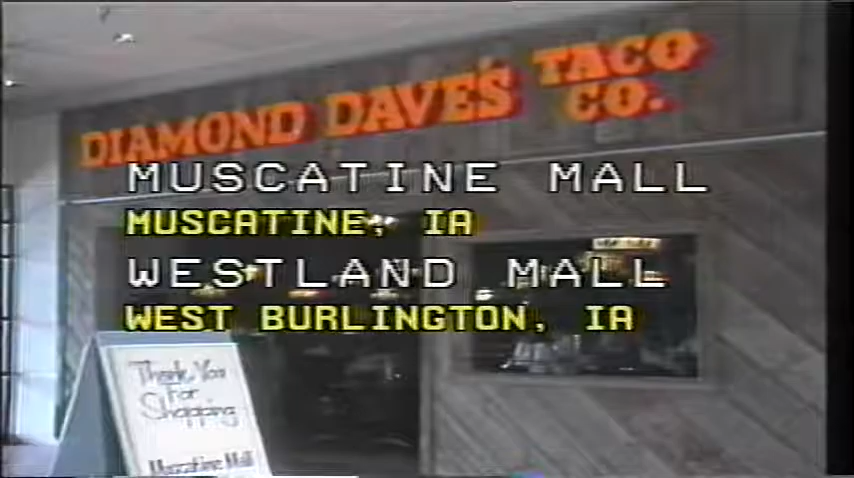 DIAMOND DAVE'S TACO CO.
MUSCATINE MALL
MUSCATINE, IA
WESTLAND MALL
WEST BURLINGTON, IA
Thank You
For
Shopping
Muscatine Mall